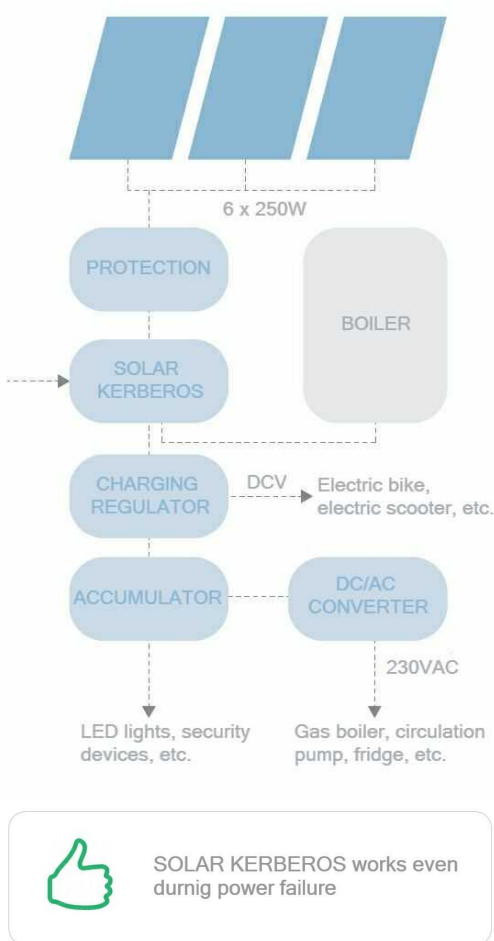 6 x 250W
PROTECTION
BOILER
SOLAR
KERBEROS
CHARGING
REGULATOR
DCV
Electric bike,
electric scooter, etc.
ACCUMULATOR
DC/AC
CONVERTER
230VAC
LED lights, security
devices, etc.
Gas boiler, circulation
pump, fridge, etc.
SOLAR KERBEROS works even
durnig power failure